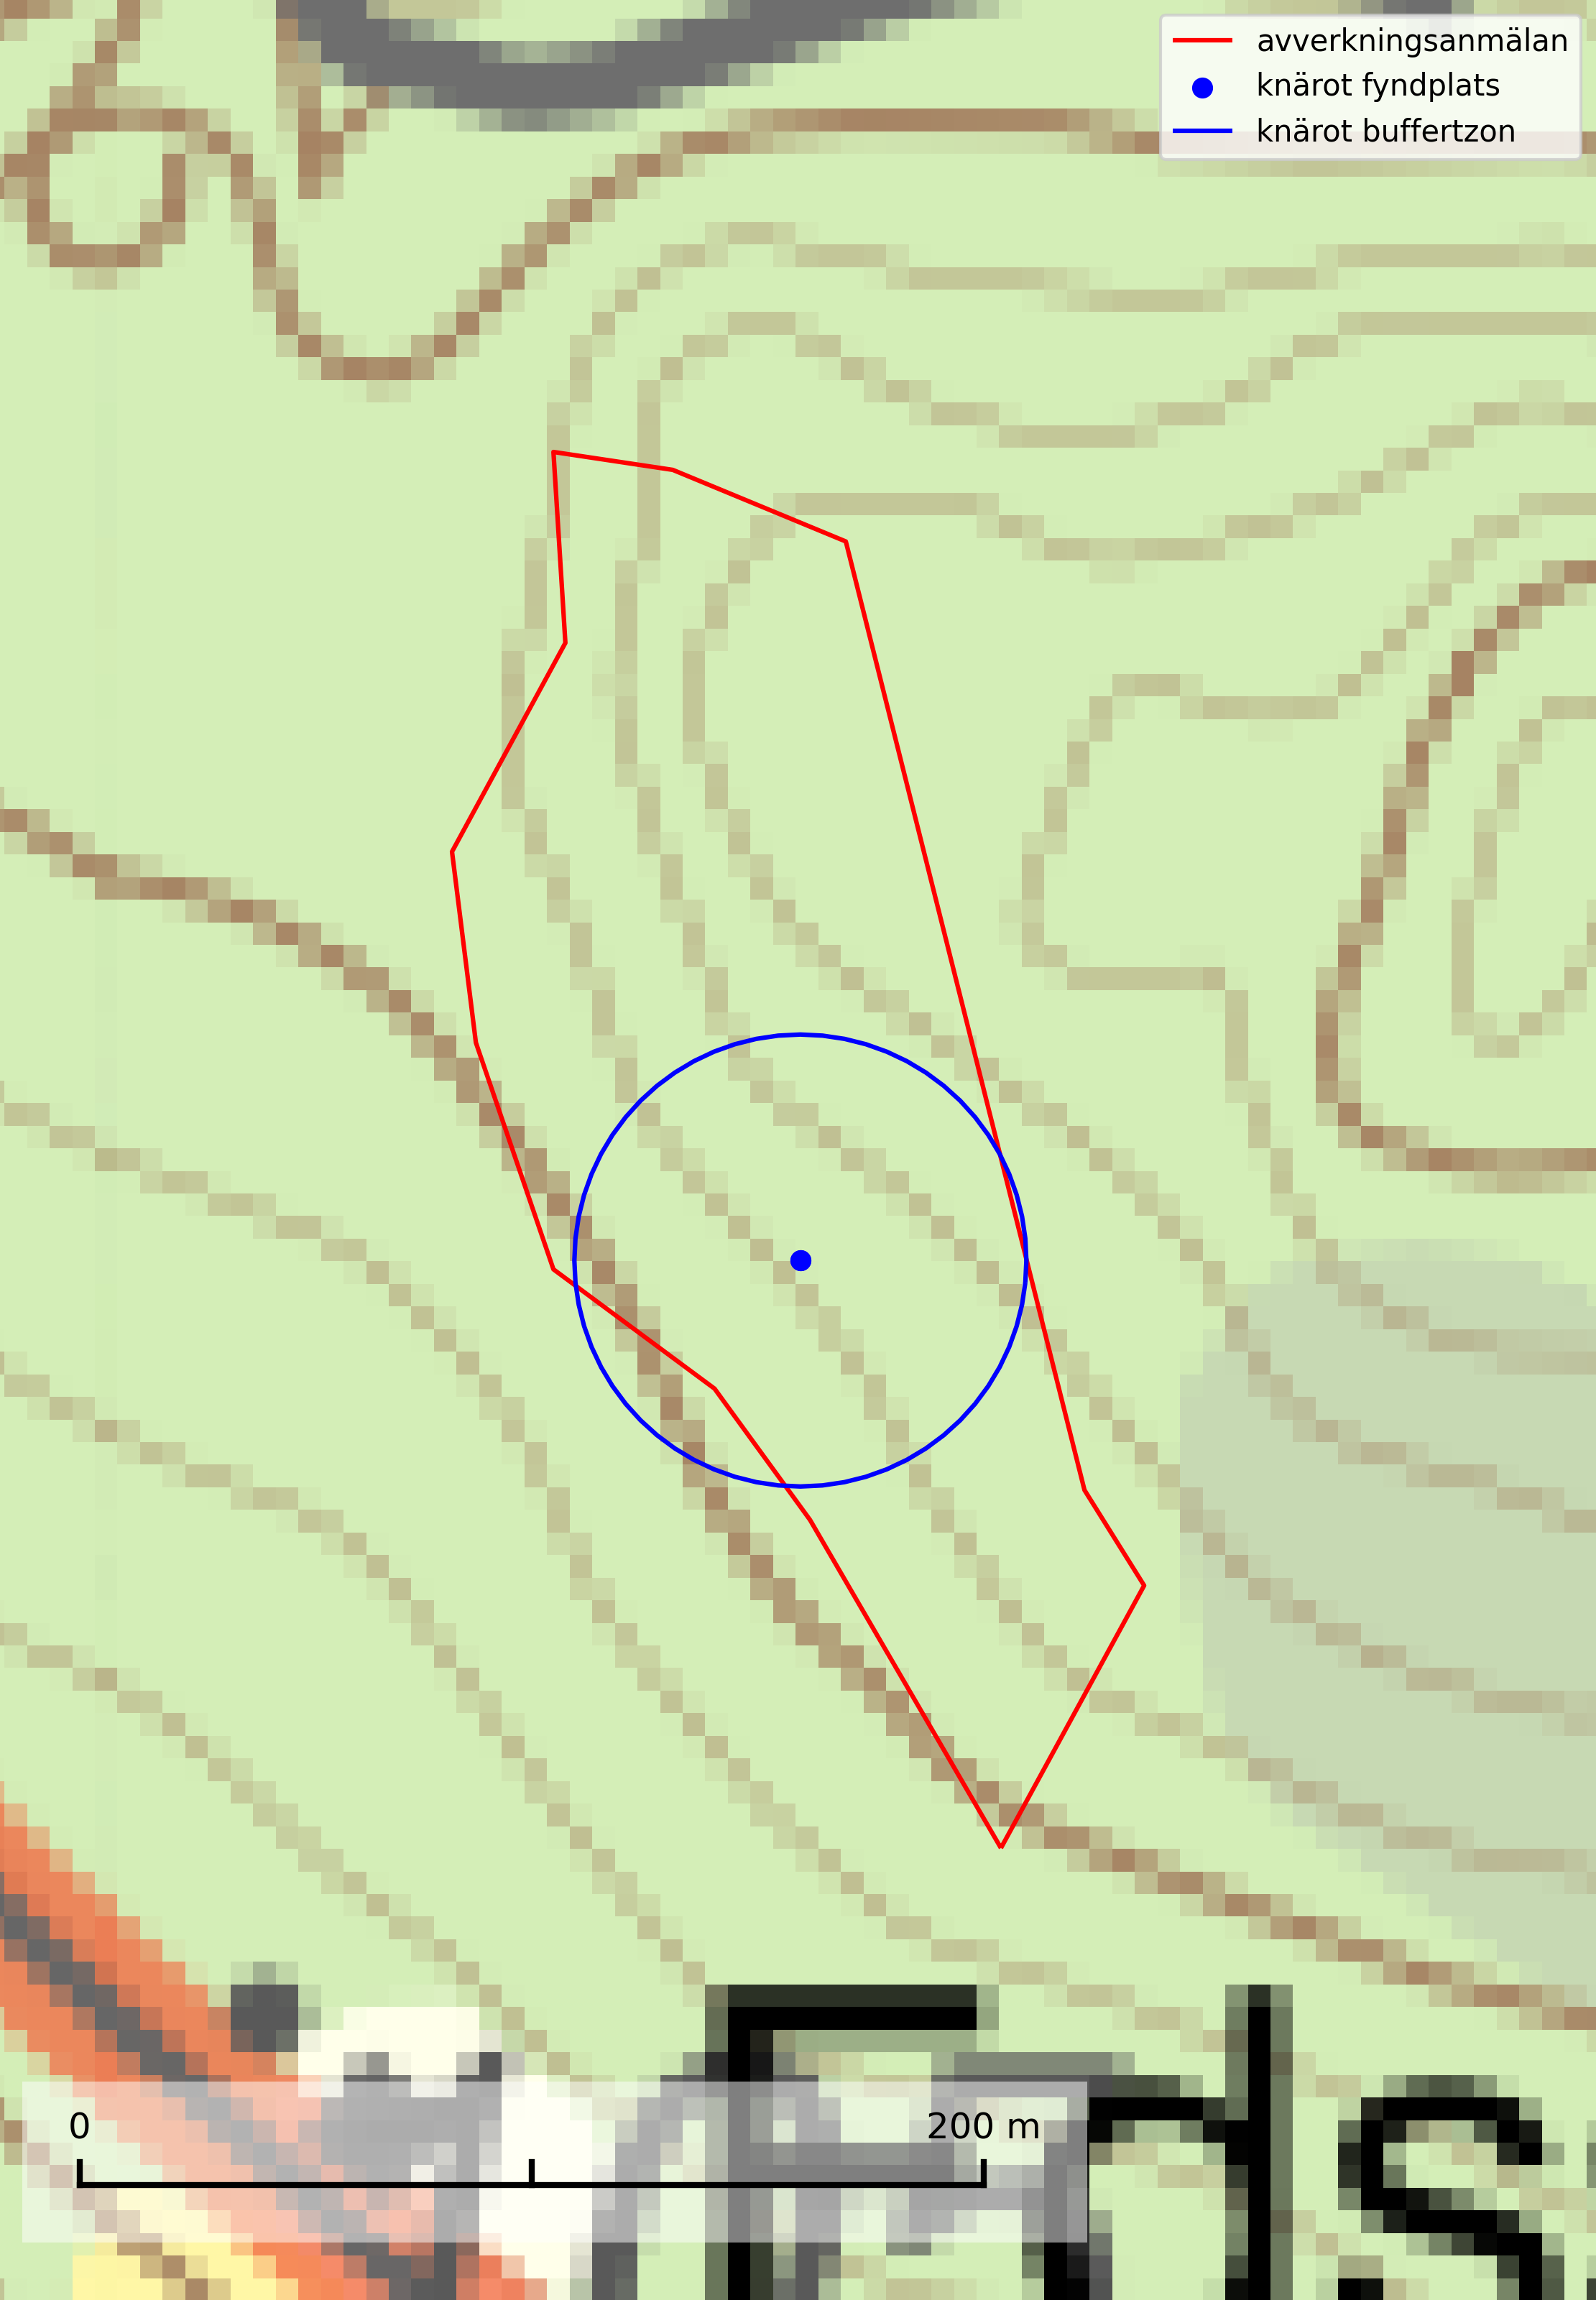 avverkningsanmälan
knärot fyndplats
knärot buffertzon
0
200 m